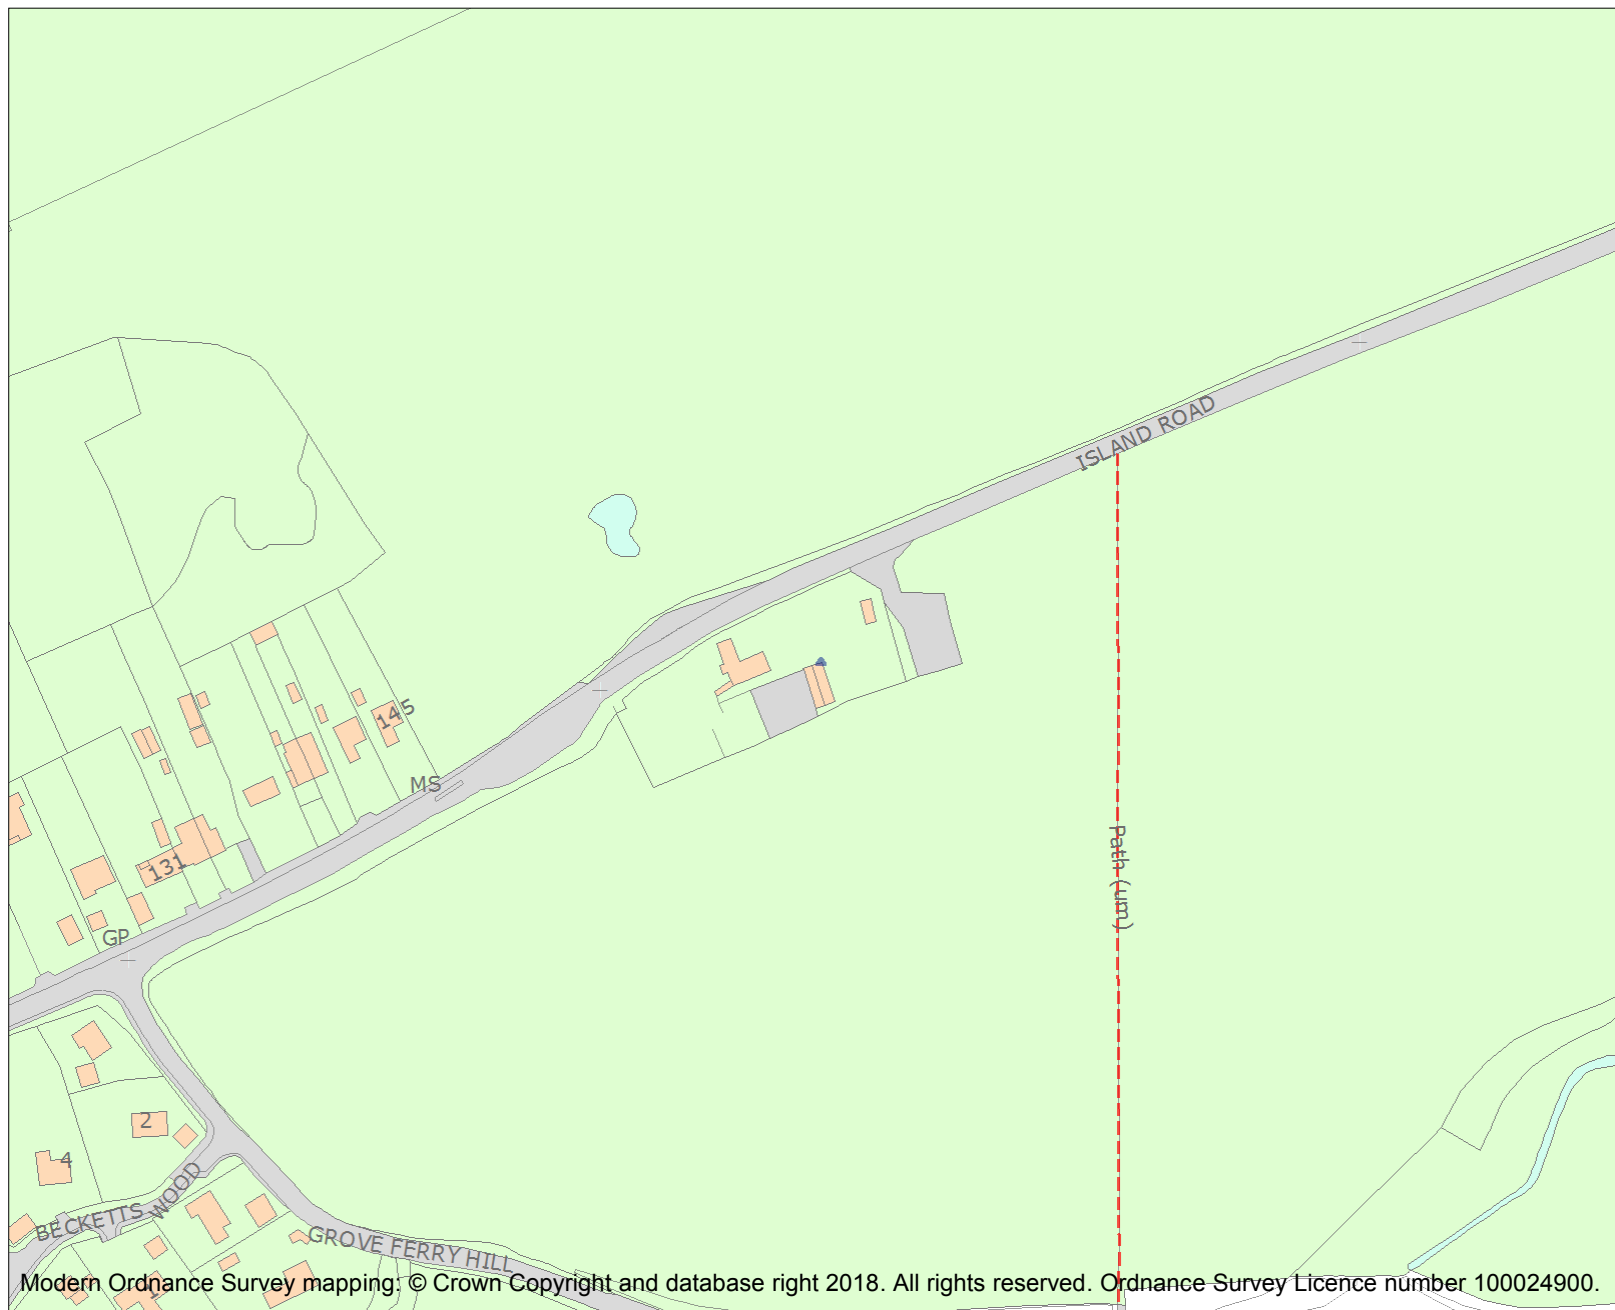 ISLAND ROAD
145
MS
131
Path (um)
GP
2
4
BECKETTS WOOD
GROVE FERRY HILL
Modern Ordnance Survey mapping: © Crown Copyright and database right 2018. All rights reserved. Ordnance Survey Licence number 100024900.